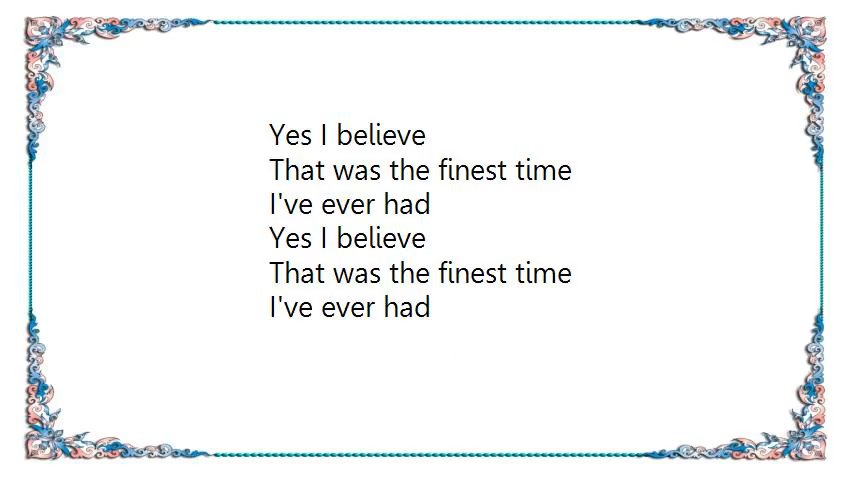 Yes I believe
That was the finest time
I've ever had
Yes I believe
That was the finest time
I've ever had